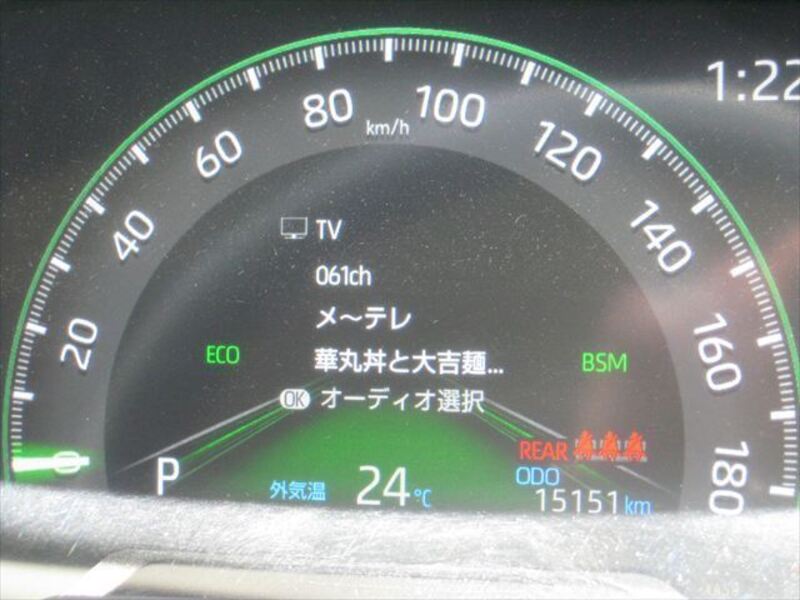 1:22
20
40
60
80
100
120
140
160
180
km/h
TV
061ch
メ～テレ
華丸丼と大吉麺...
OK オーディオ選択
ECO
BSM
REAR
P
外気温 24℃
ODO
15151km